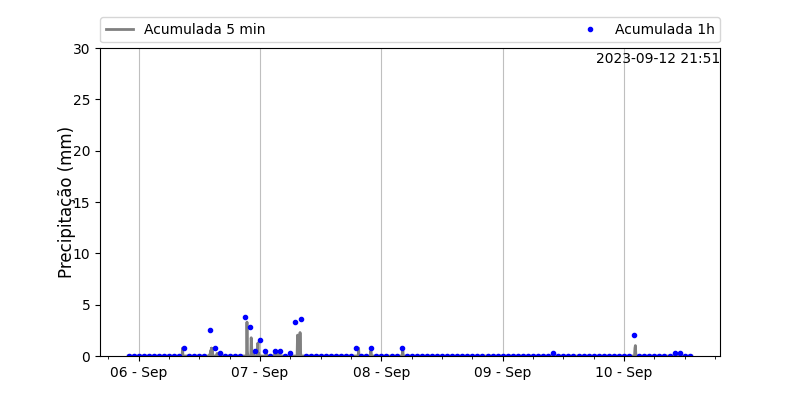 Acumulada 5 min
Acumulada 1h
2023-09-12 21:51
Precipitação (mm)
30
25
20
15
10
5
0
06 - Sep
07 - Sep
08 - Sep
09 - Sep
10 - Sep